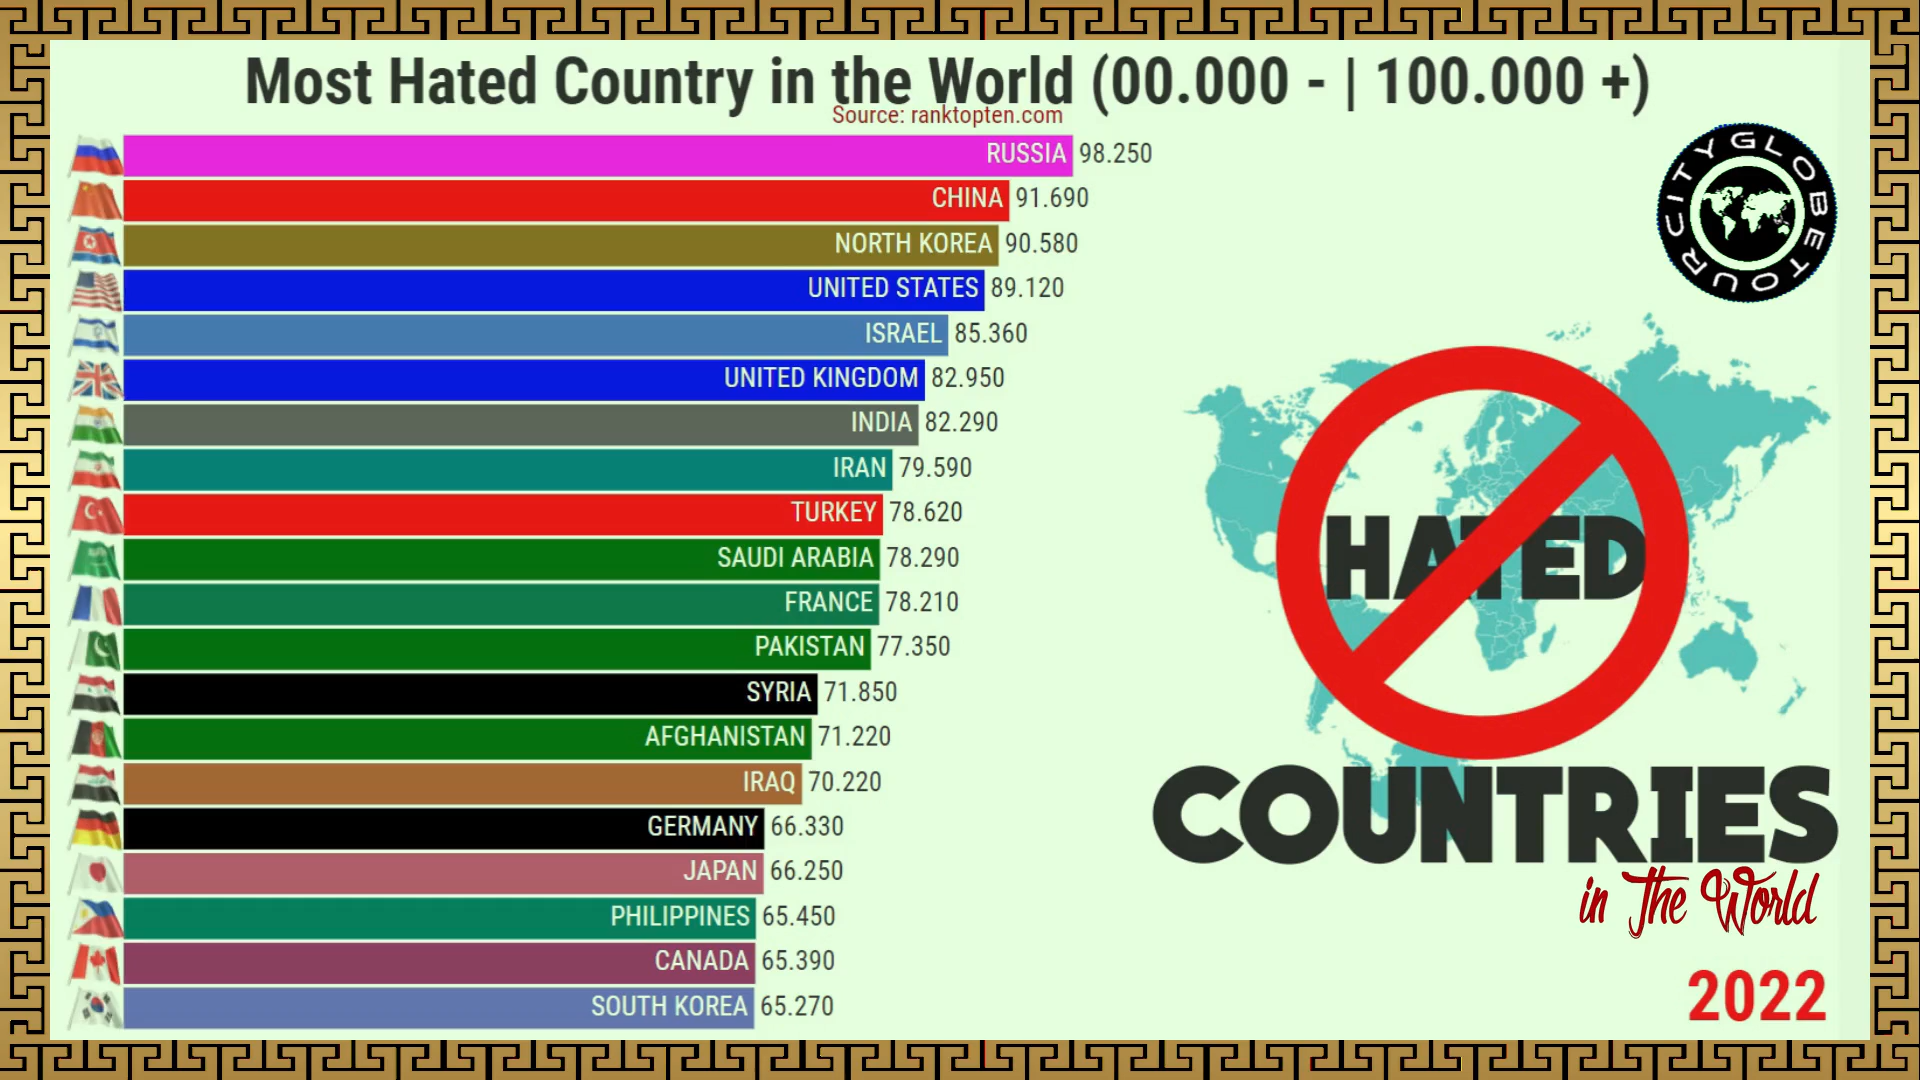 Most Hated Country in the World (00.000 - | 100.000 +)
Source: ranktopten.com
RUSSIA 98.250
CHINA 91.690
NORTH KOREA 90.580
UNITED STATES 89.120
ISRAEL 85.360
UNITED KINGDOM 82.950
INDIA 82.290
IRAN 79.590
TURKEY 78.620
SAUDI ARABIA 78.290
FRANCE 78.210
PAKISTAN 77.350
SYRIA 71.850
AFGHANISTAN 71.220
IRAQ 70.220
GERMANY 66.330
JAPAN 66.250
PHILIPPINES 65.450
CANADA 65.390
SOUTH KOREA 65.270
CITYGLOBETOUR
HATED
COUNTRIES
in The World
2022